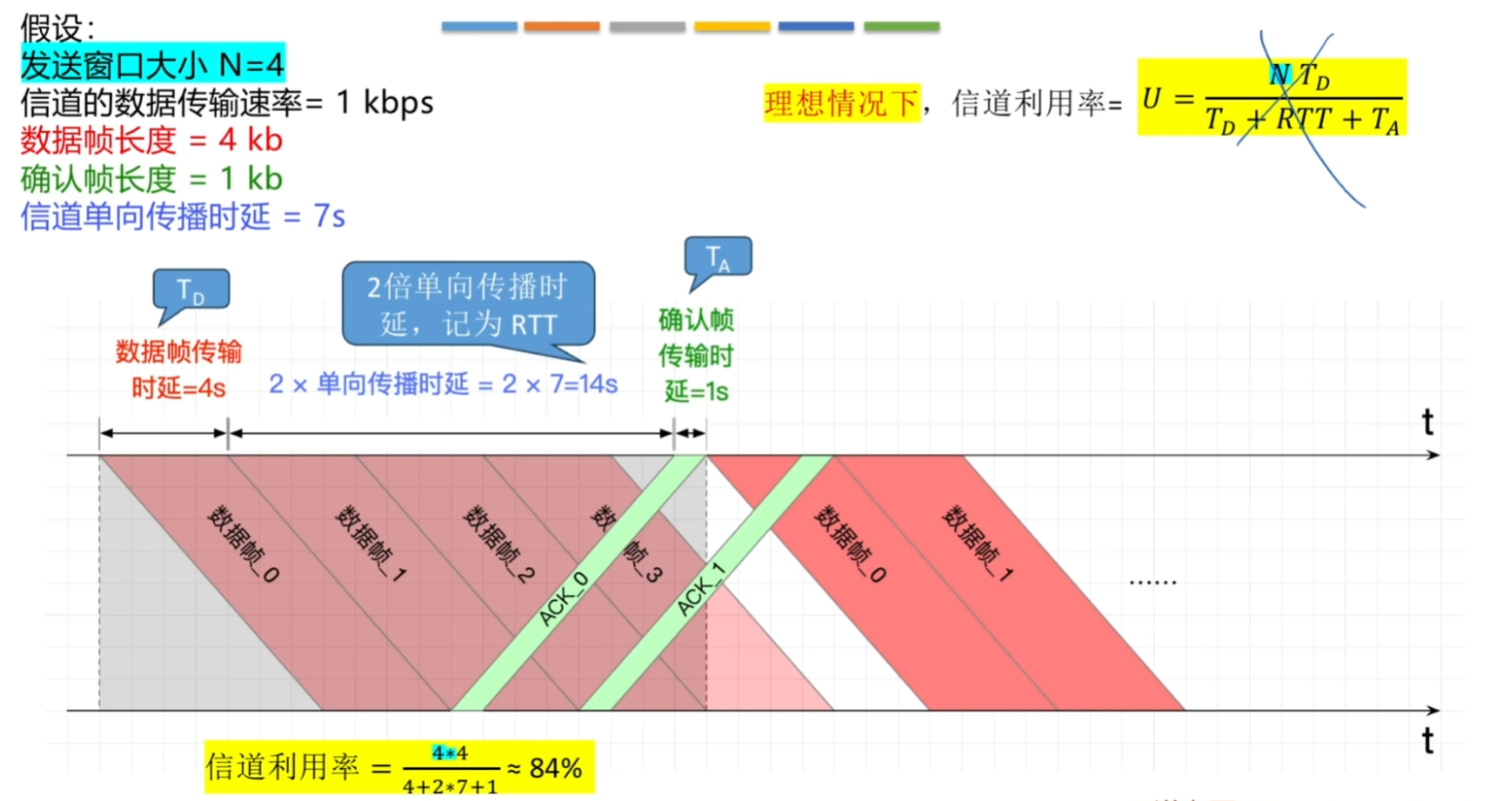 假设：
发送窗口大小 N=4
信道的数据传输速率= 1 kbps
数据帧长度 = 4 kb
确认帧长度 = 1 kb
信道单向传播时延 = 7s
理想情况下，信道利用率= U = N T_D / (T_D + RTT + T_A)
T_D
数据帧传输
时延=4s
2倍单向传播时
延，记为 RTT
2 × 单向传播时延 = 2 × 7=14s
T_A
确认帧
传输时
延=1s
t
数据帧_0
数据帧_1
数据帧_2
数 帧_3
ACK_0
ACK_1
数据帧_0
数据帧_1
......
t
信道利用率 = 4*4 / 4+2*7+1 ≈ 84%